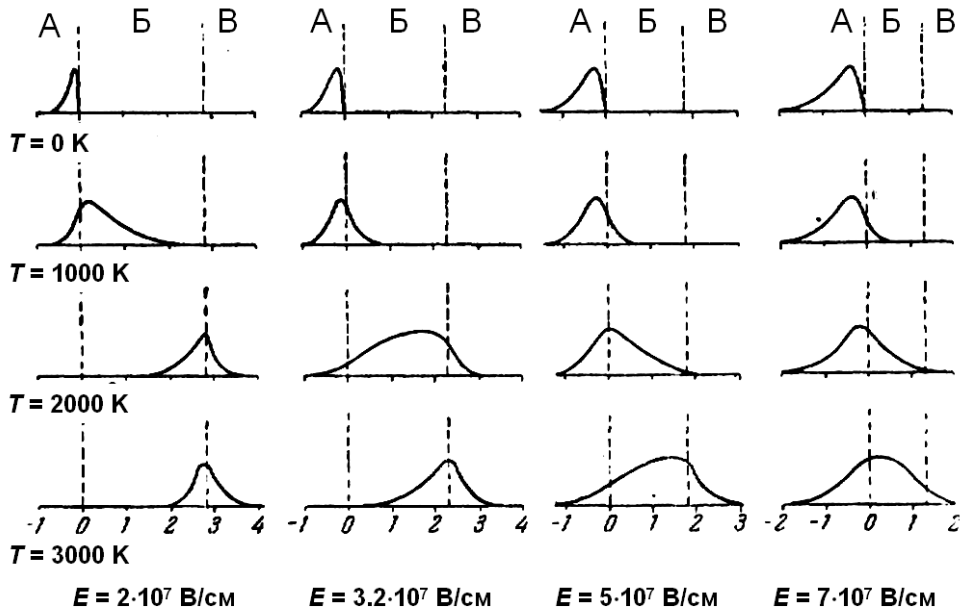 А Б В А Б В А Б В А Б В
T = 0 K
T = 1000 K
T = 2000 K
-1 0 1 2 3 4 -1 0 1 2 3 4 -1 0 1 2 3 -2 -1 0 1 2
T = 3000 K
E = 2·10⁷ В/см E = 3,2·10⁷ В/см E = 5·10⁷ В/см E = 7·10⁷ В/см